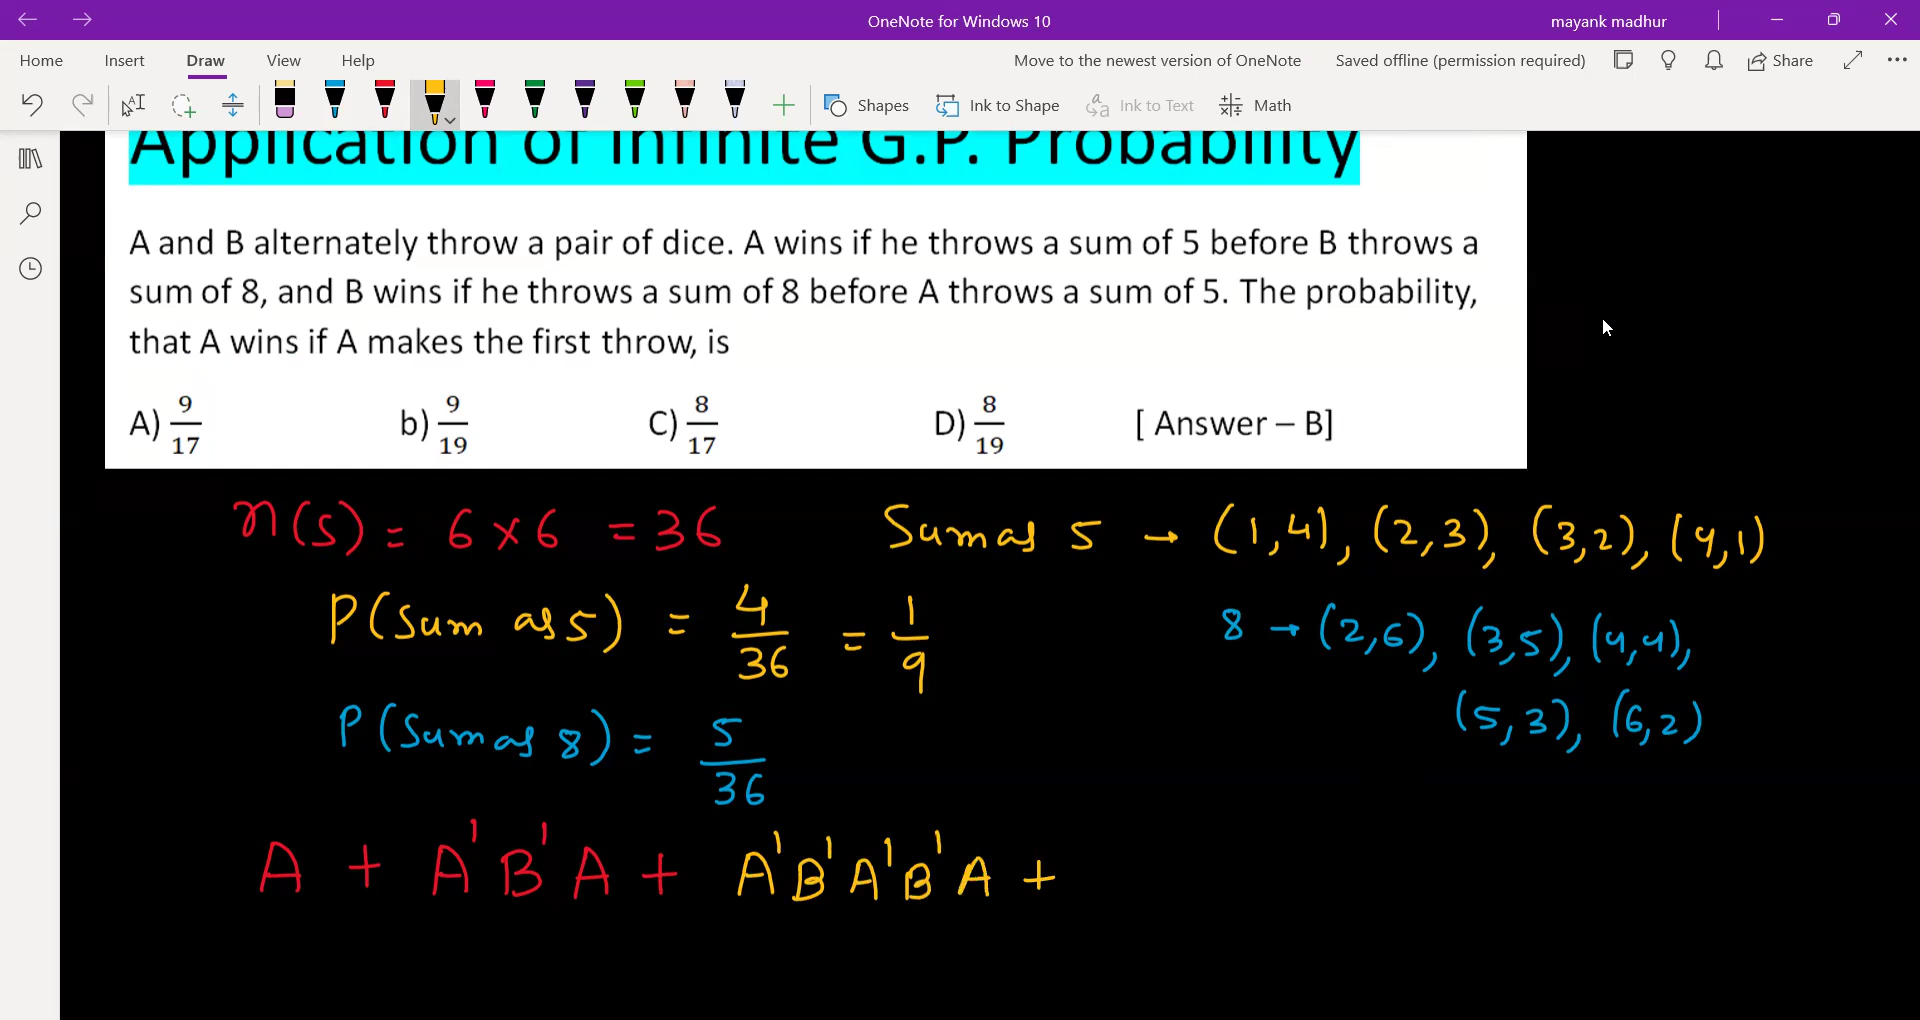 OneNote for Windows 10
mayank madhur
Home Insert Draw View Help
Move to the newest version of OneNote Saved offline (permission required) Share
Shapes Ink to Shape Ink to Text Math
Application of Infinite G.P. Probability
A and B alternately throw a pair of dice. A wins if he throws a sum of 5 before B throws a
sum of 8, and B wins if he throws a sum of 8 before A throws a sum of 5. The probability,
that A wins if A makes the first throw, is
A) 9/17 b) 9/19 C) 8/17 D) 8/19 [ Answer – B]
n(S) = 6 × 6 = 36
Sum as 5 → (1,4), (2,3), (3,2), (4,1)
P(Sum as 5) = 4/36 = 1/9
8 → (2,6), (3,5), (4,4),
(5,3), (6,2)
P(Sum as 8) = 5/36
A + A'B'A + A'B'A'B'A +